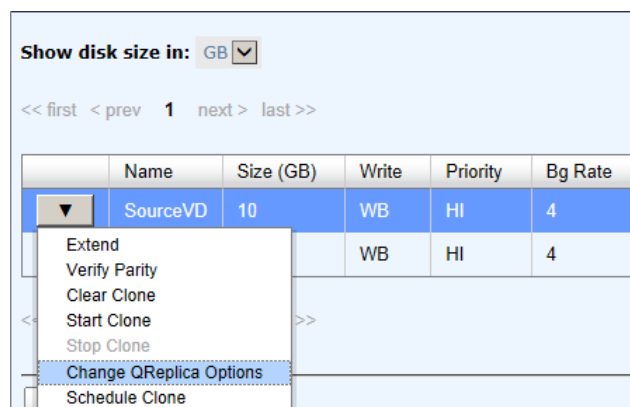 Show disk size in: GB
<< first < prev 1 next > last >>
Name Size (GB) Write Priority Bg Rate
▼ SourceVD 10 WB HI 4
WB HI 4
Extend
Verify Parity
Clear Clone
Start Clone
<< >>
Stop Clone
Change QReplica Options
Schedule Clone